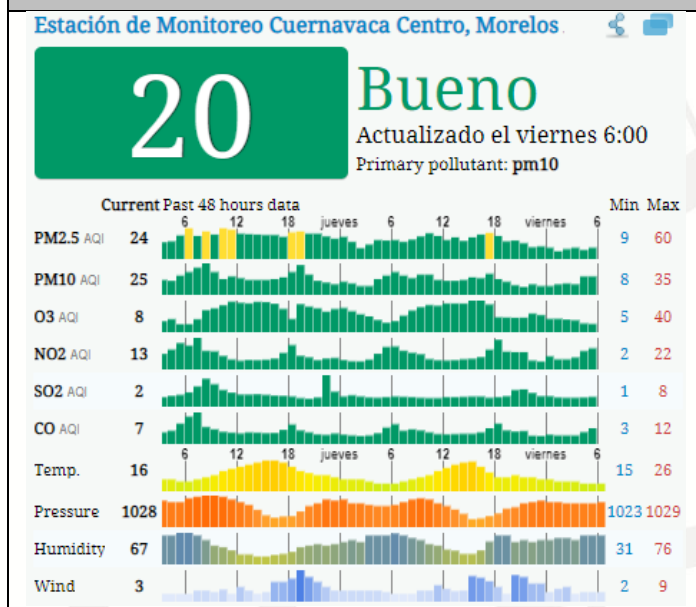 Estación de Monitoreo Cuernavaca Centro, Morelos.
20
Bueno
Actualizado el viernes 6:00
Primary pollutant: pm10
Current Past 48 hours data Min Max
6 12 18 jueves 6 12 18 viernes 6
PM2.5 AQI 24 9 60
PM10 AQI 25 8 35
O3 AQI 8 5 40
NO2 AQI 13 2 22
SO2 AQI 2 1 8
CO AQI 7 3 12
6 12 18 jueves 6 12 18 viernes 6
Temp. 16 15 26
Pressure 1028 1023 1029
Humidity 67 31 76
Wind 3 2 9